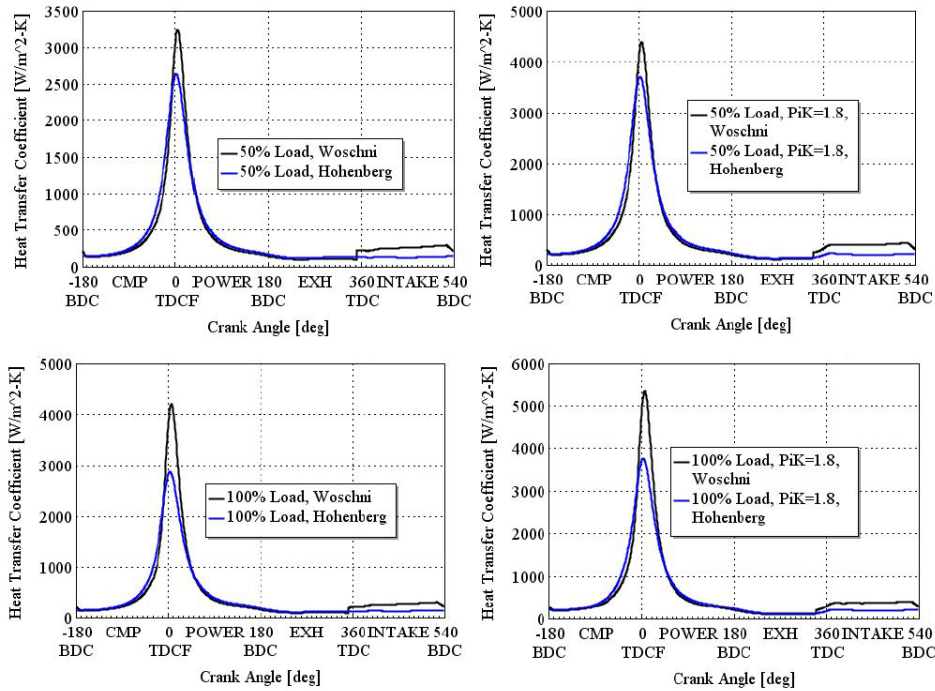 Heat Transfer Coefficient [W/m^2-K]
3500
3000
2500
2000
1500
1000
500
0
50% Load, Woschni
50% Load, Hohenberg
-180 CMP 0 POWER 180 EXH 360 INTAKE 540
BDC TDCF BDC TDC BDC
Crank Angle [deg]
Heat Transfer Coefficient [W/m^2-K]
5000
4000
3000
2000
1000
0
50% Load, PiK=1.8,
Woschni
50% Load, PiK=1.8,
Hohenberg
-180 CMP 0 POWER 180 EXH 360 INTAKE 540
BDC TDCF BDC TDC BDC
Crank Angle [deg]
Heat Transfer Coefficient [W/m^2-K]
5000
4000
3000
2000
1000
0
100% Load, Woschni
100% Load, Hohenberg
-180 CMP 0 POWER 180 EXH 360 INTAKE 540
BDC TDCF BDC TDC BDC
Crank Angle [deg]
Heat Transfer Coefficient [W/m^2-K]
6000
5000
4000
3000
2000
1000
0
100% Load, PiK=1.8,
Woschni
100% Load, PiK=1.8,
Hohenberg
-180 CMP 0 POWER 180 EXH 360 INTAKE 540
BDC TDCF BDC TDC BDC
Crank Angle [deg]